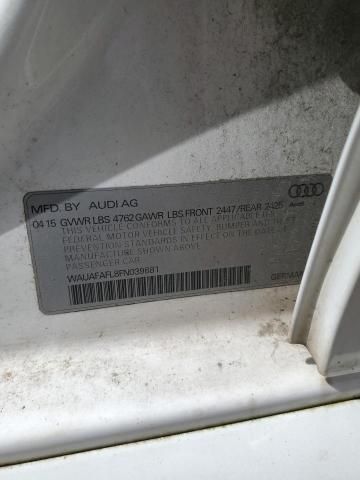 MFD. BY AUDI AG
04 15 GVWR LBS 4762 GAWR LBS FRONT 2447/REAR 2425
Audi
THIS VEHICLE CONFORMS TO ALL APPLICABLE
FEDERAL MOTOR VEHICLE SAFETY, BUMPER AND THEFT
PREVENTION STANDARDS IN EFFECT ON THE DATE OF
MANUFACTURE SHOWN ABOVE.
WAUAFAFL8FN039681